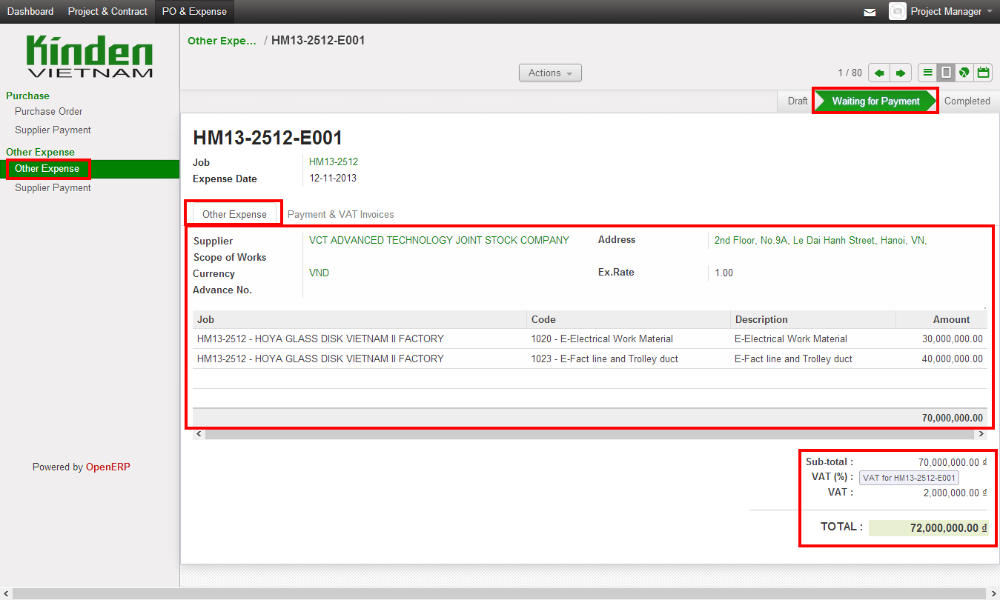 Dashboard Project & Contract PO & Expense Project Manager
Kinden
VIETNAM
Purchase
Purchase Order
Supplier Payment
Other Expense
Other Expense
Supplier Payment
Powered by OpenERP
Other Expe... / HM13-2512-E001
Actions
1 / 80
Draft Waiting for Payment Completed
HM13-2512-E001
Job HM13-2512
Expense Date 12-11-2013
Other Expense Payment & VAT Invoices
Supplier VCT ADVANCED TECHNOLOGY JOINT STOCK COMPANY Address 2nd Floor, No.9A, Le Dai Hanh Street, Hanoi, VN,
Scope of Works
Currency VND Ex.Rate 1.00
Advance No.
Job Code Description Amount
HM13-2512 - HOYA GLASS DISK VIETNAM II FACTORY 1020 - E-Electrical Work Material E-Electrical Work Material 30,000,000.00
HM13-2512 - HOYA GLASS DISK VIETNAM II FACTORY 1023 - E-Fact line and Trolley duct E-Fact line and Trolley duct 40,000,000.00
70,000,000.00
Sub-total : 70,000,000.00 ₫
VAT (%) : VAT for HM13-2512-E001
VAT : 2,000,000.00 ₫
TOTAL : 72,000,000.00 ₫